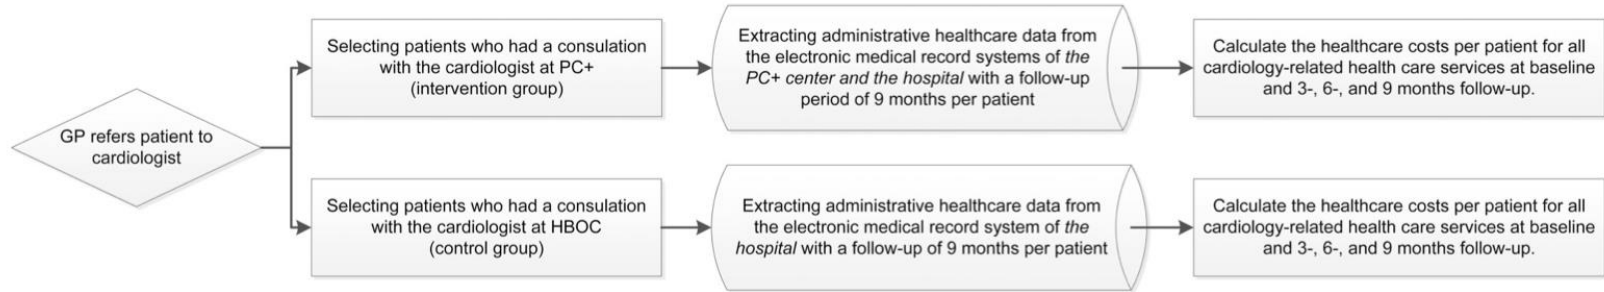 GP refers patient to
cardiologist
Selecting patients who had a consulation
with the cardiologist at PC+
(intervention group)
Extracting administrative healthcare data from
the electronic medical record systems of the
PC+ center and the hospital with a follow-up
period of 9 months per patient
Calculate the healthcare costs per patient for all
cardiology-related health care services at baseline
and 3-, 6-, and 9 months follow-up.
Selecting patients who had a consulation
with the cardiologist at HBOC
(control group)
Extracting administrative healthcare data from
the electronic medical record system of the
hospital with a follow-up of 9 months per patient
Calculate the healthcare costs per patient for all
cardiology-related health care services at baseline
and 3-, 6-, and 9 months follow-up.